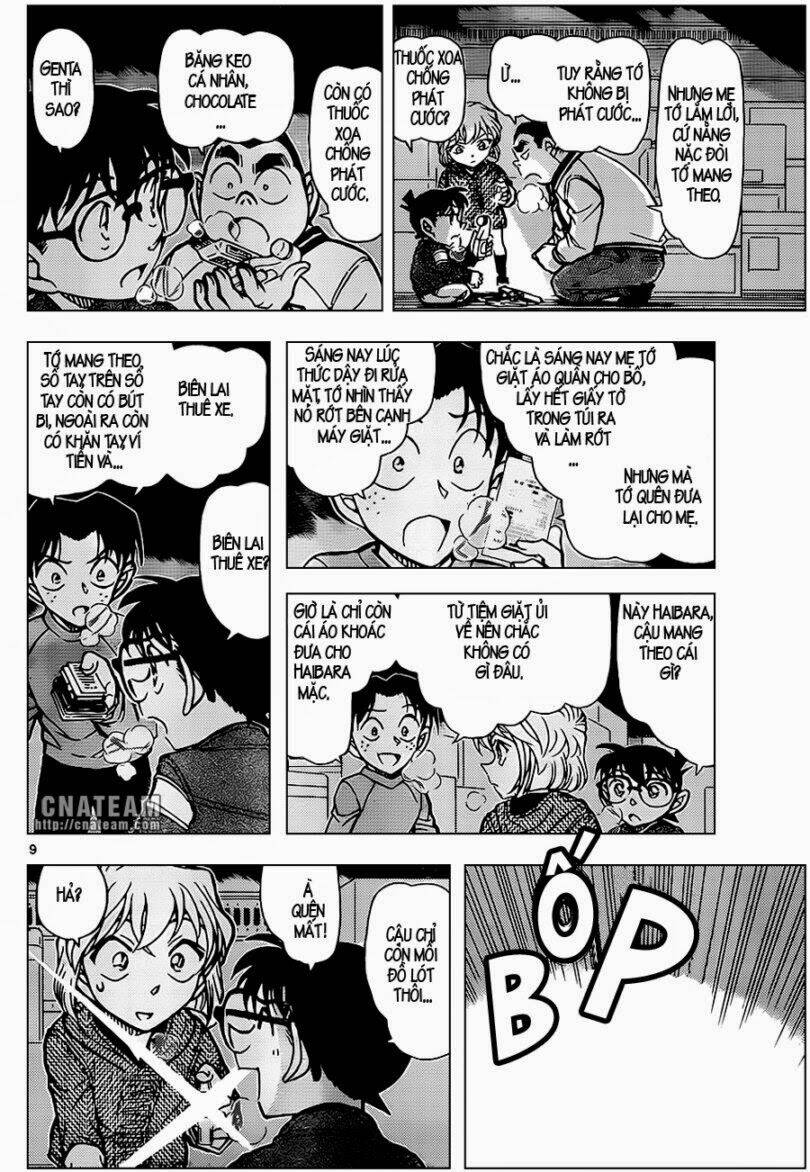 GENTA
THÌ
SAO?
BĂNG KEO
CÁ NHÂN,
CHOCOLATE
...
CÒN CÓ
THUỐC
XOA
CHỐNG
PHÁT
CƯỚC.
THUỐC XOA
CHỐNG
PHÁT
CƯỚC?
Ừ...
TUY RẰNG TỚ
KHÔNG BỊ
PHÁT CƯỚC...
NHƯNG MẸ
TỚ LẮM LỜI,
CỨ NẰNG
NẶC ĐÒI
TỚ MANG
THEO.
TỚ MANG THEO
SỔ TAY, TRÊN SỔ
TAY CÒN CÓ BÚT
BI, NGOÀI RA CÒN
CÓ KHĂN TAY, VÍ
TIỀN VÀ...
BIÊN LAI
THUÊ XE.
BIÊN LAI
THUÊ XE?
SÁNG NAY LÚC
THỨC DẬY ĐI RỬA
MẶT, TỚ NHÌN THẤY
NÓ RỚT BÊN CẠNH
MÁY GIẶT...
CHẮC LÀ SÁNG NAY MẸ TỚ
GIẶT ÁO QUẦN CHO BỐ,
LẤY HẾT GIẤY TỜ
TRONG TÚI RA
VÀ LÀM RỚT
...
NHƯNG MÀ
TỚ QUÊN ĐƯA
LẠI CHO MẸ.
GIỜ LÀ CHỈ CÒN
CÁI ÁO KHOÁC
ĐƯA CHO
HAIBARA
MẶC.
TỪ TIỆM GIẶT ỦI
VỀ NÊN CHẮC
KHÔNG CÓ
GÌ ĐÂU.
NÀY HAIBARA,
CẬU MANG
THEO CÁI
GÌ?
CNATEAM
http://cnateam.com
9
HẢ?
À
QUÊN
MẤT!
CẬU CHỈ
CÒN MỖI
ĐỒ LÓT
THÔI...
BỐP